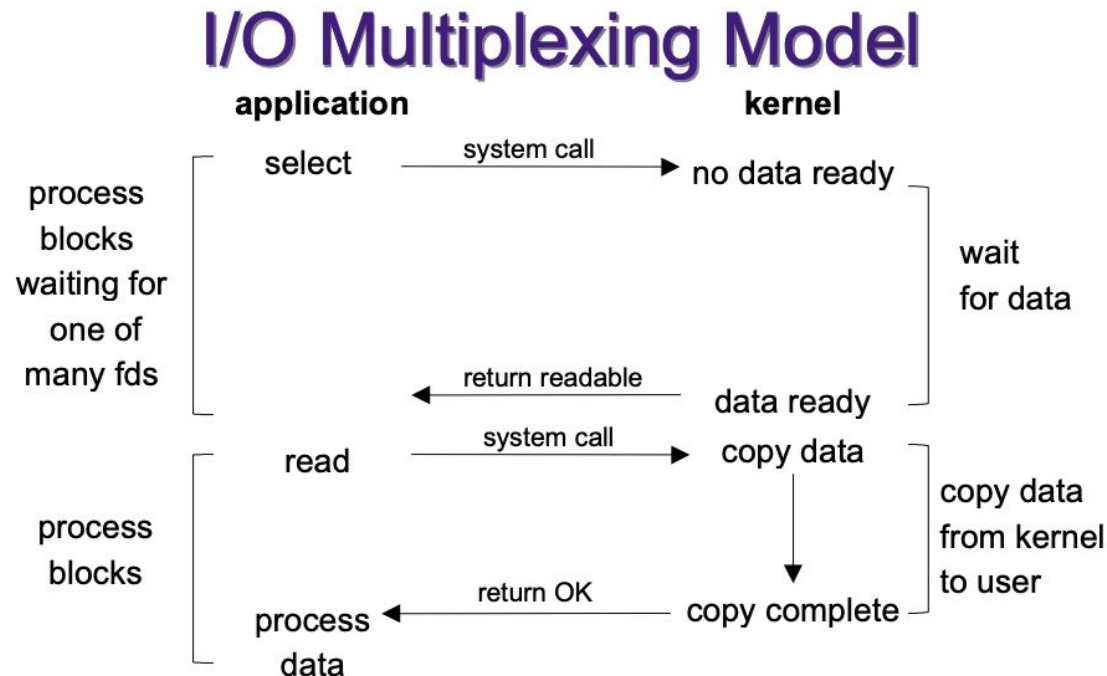 I/O Multiplexing Model
application
kernel
select
system call
no data ready
process
blocks
waiting for
one of
many fds
wait
for data
return readable
data ready
read
system call
copy data
process
blocks
copy data
from kernel
to user
return OK
copy complete
process
data